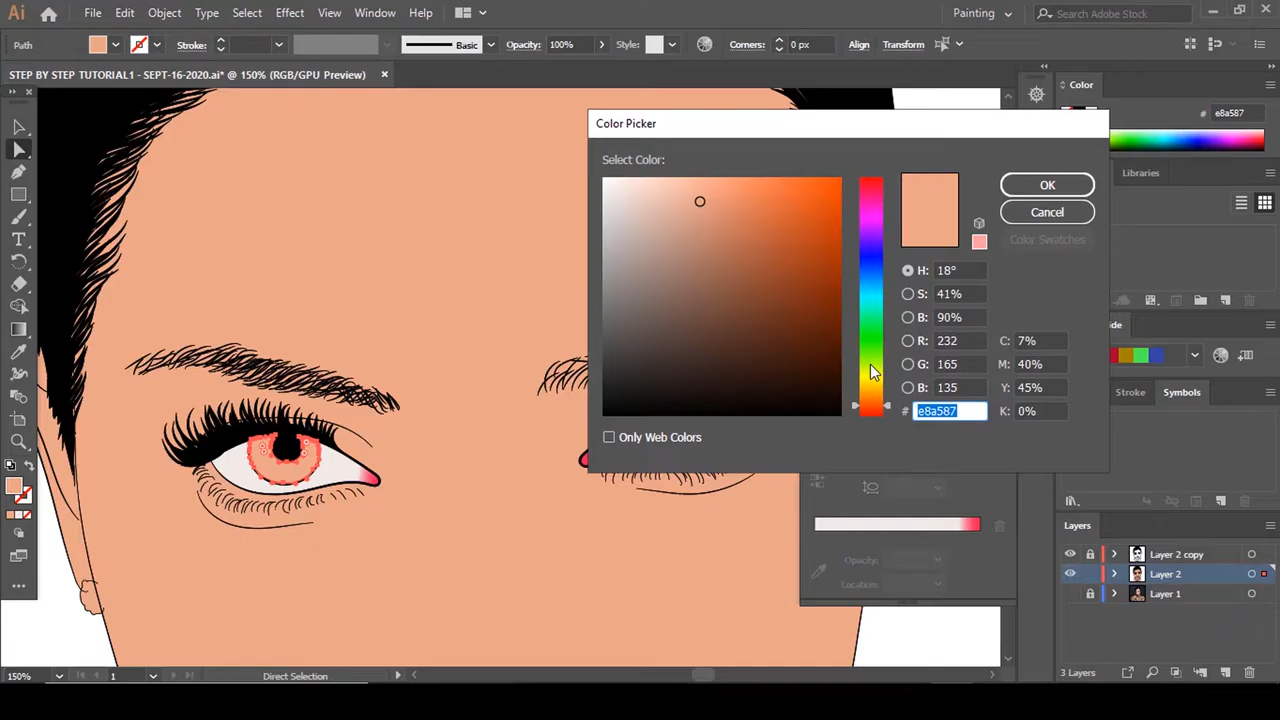 Ai File Edit Object Type Select Effect View Window Help Painting Search Adobe Stock
Path Stroke: Basic Opacity: 100% Style: Corners: 0 px Align Transform
STEP BY STEP TUTORIAL1 - SEPT-16-2020.ai* @ 150% (RGB/GPU Preview)
Color
# e8a587
Color Picker
Select Color:
OK
Cancel
Color Swatches
H: 18°
S: 41%
B: 90%
R: 232
G: 165
B: 135
# e8a587
C: 7%
M: 40%
Y: 45%
K: 0%
Only Web Colors
Libraries
ide
Stroke Symbols
Opacity:
Location:
Layers
Layer 2 copy
Layer 2
Layer 1
3 Layers
150% 1 Direct Selection